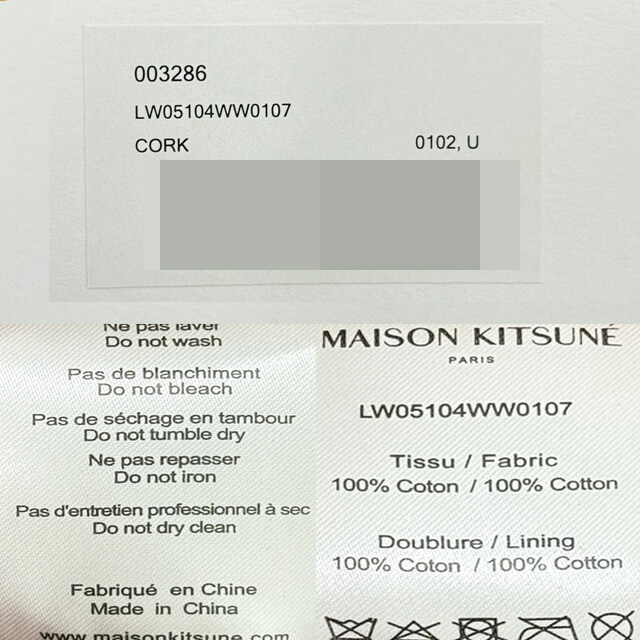 003286
LW05104WW0107
CORK 0102, U
Ne pas laver
Do not wash
Pas de blanchiment
Do not bleach
Pas de séchage en tambour
Do not tumble dry
Ne pas repasser
Do not iron
Pas d'entretien professionnel à sec
Do not dry clean
Fabriqué en Chine
Made in China
www.maisonkitsune.com
MAISON KITSUNÉ
PARIS
LW05104WW0107
Tissu / Fabric
100% Coton / 100% Cotton
Doublure / Lining
100% Coton / 100% Cotton